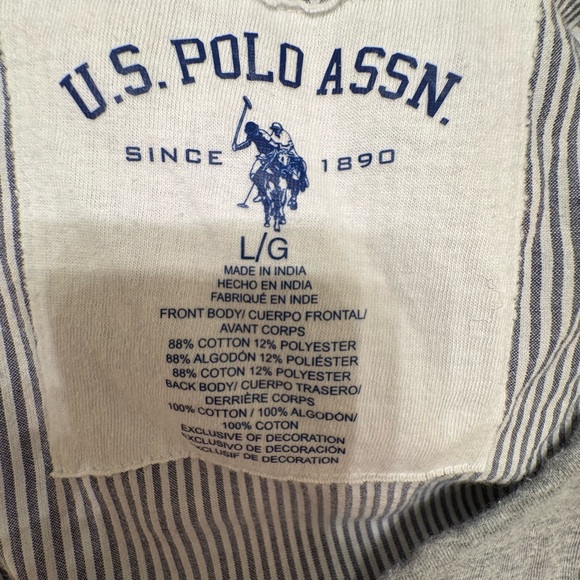 U.S. POLO ASSN.
SINCE 1890
L/G
MADE IN INDIA
HECHO EN INDIA
FABRIQUÉ EN INDE
FRONT BODY/ CUERPO FRONTAL/
AVANT CORPS
88% COTTON 12% POLYESTER
88% ALGODÓN 12% POLIÉSTER
88% COTON 12% POLYESTER
BACK BODY/ CUERPO TRASERO/
DERRIÈRE CORPS
100% COTTON / 100% ALGODÓN/
100% COTON
EXCLUSIVE OF DECORATION
EXCLUSIVO DE DECORACIÓN
EXCLUSIF DE DECORATION